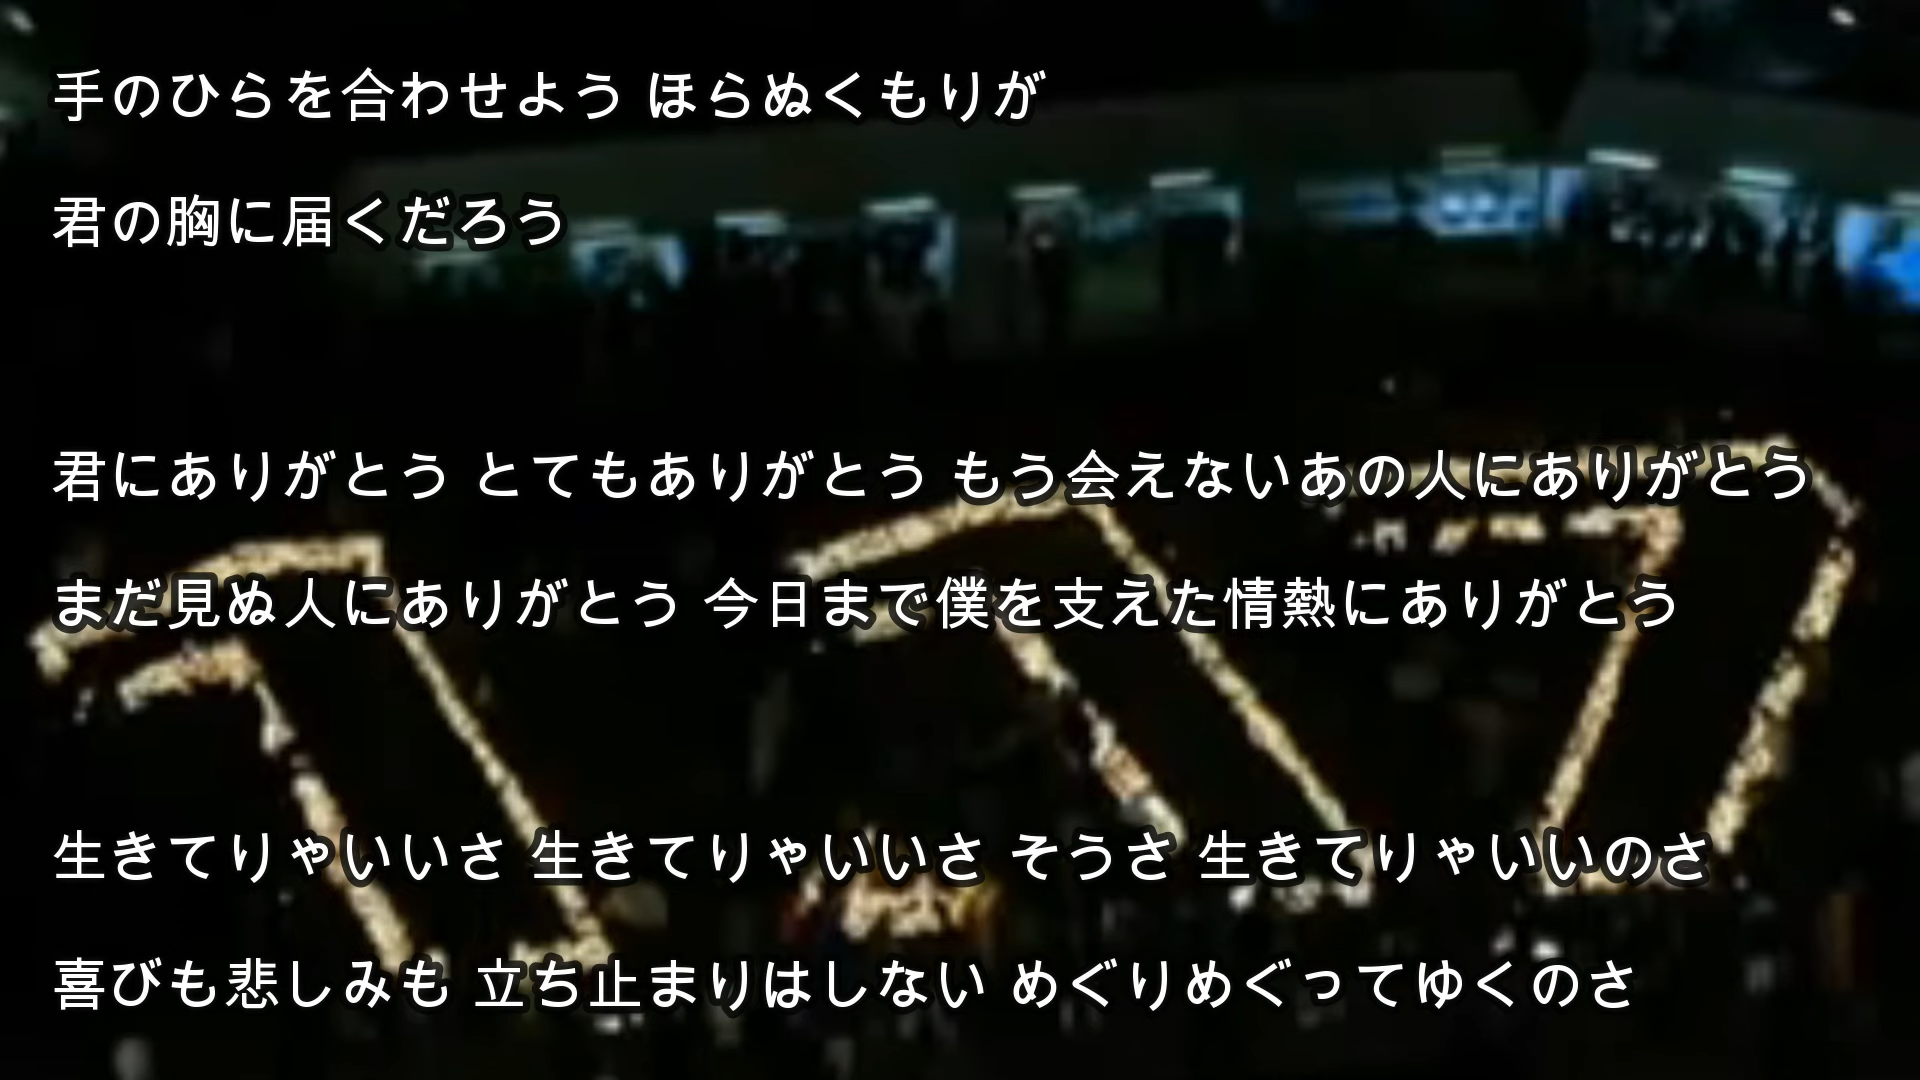 手のひらを合わせよう ほらぬくもりが
君の胸に届くだろう
君にありがとう とてもありがとう もう会えないあの人にありがとう
まだ見ぬ人にありがとう 今日まで僕を支えた情熱にありがとう
生きてりゃいいさ 生きてりゃいいさ そうさ 生きてりゃいいのさ
喜びも悲しみも 立ち止まりはしない めぐりめぐってゆくのさ
1.17